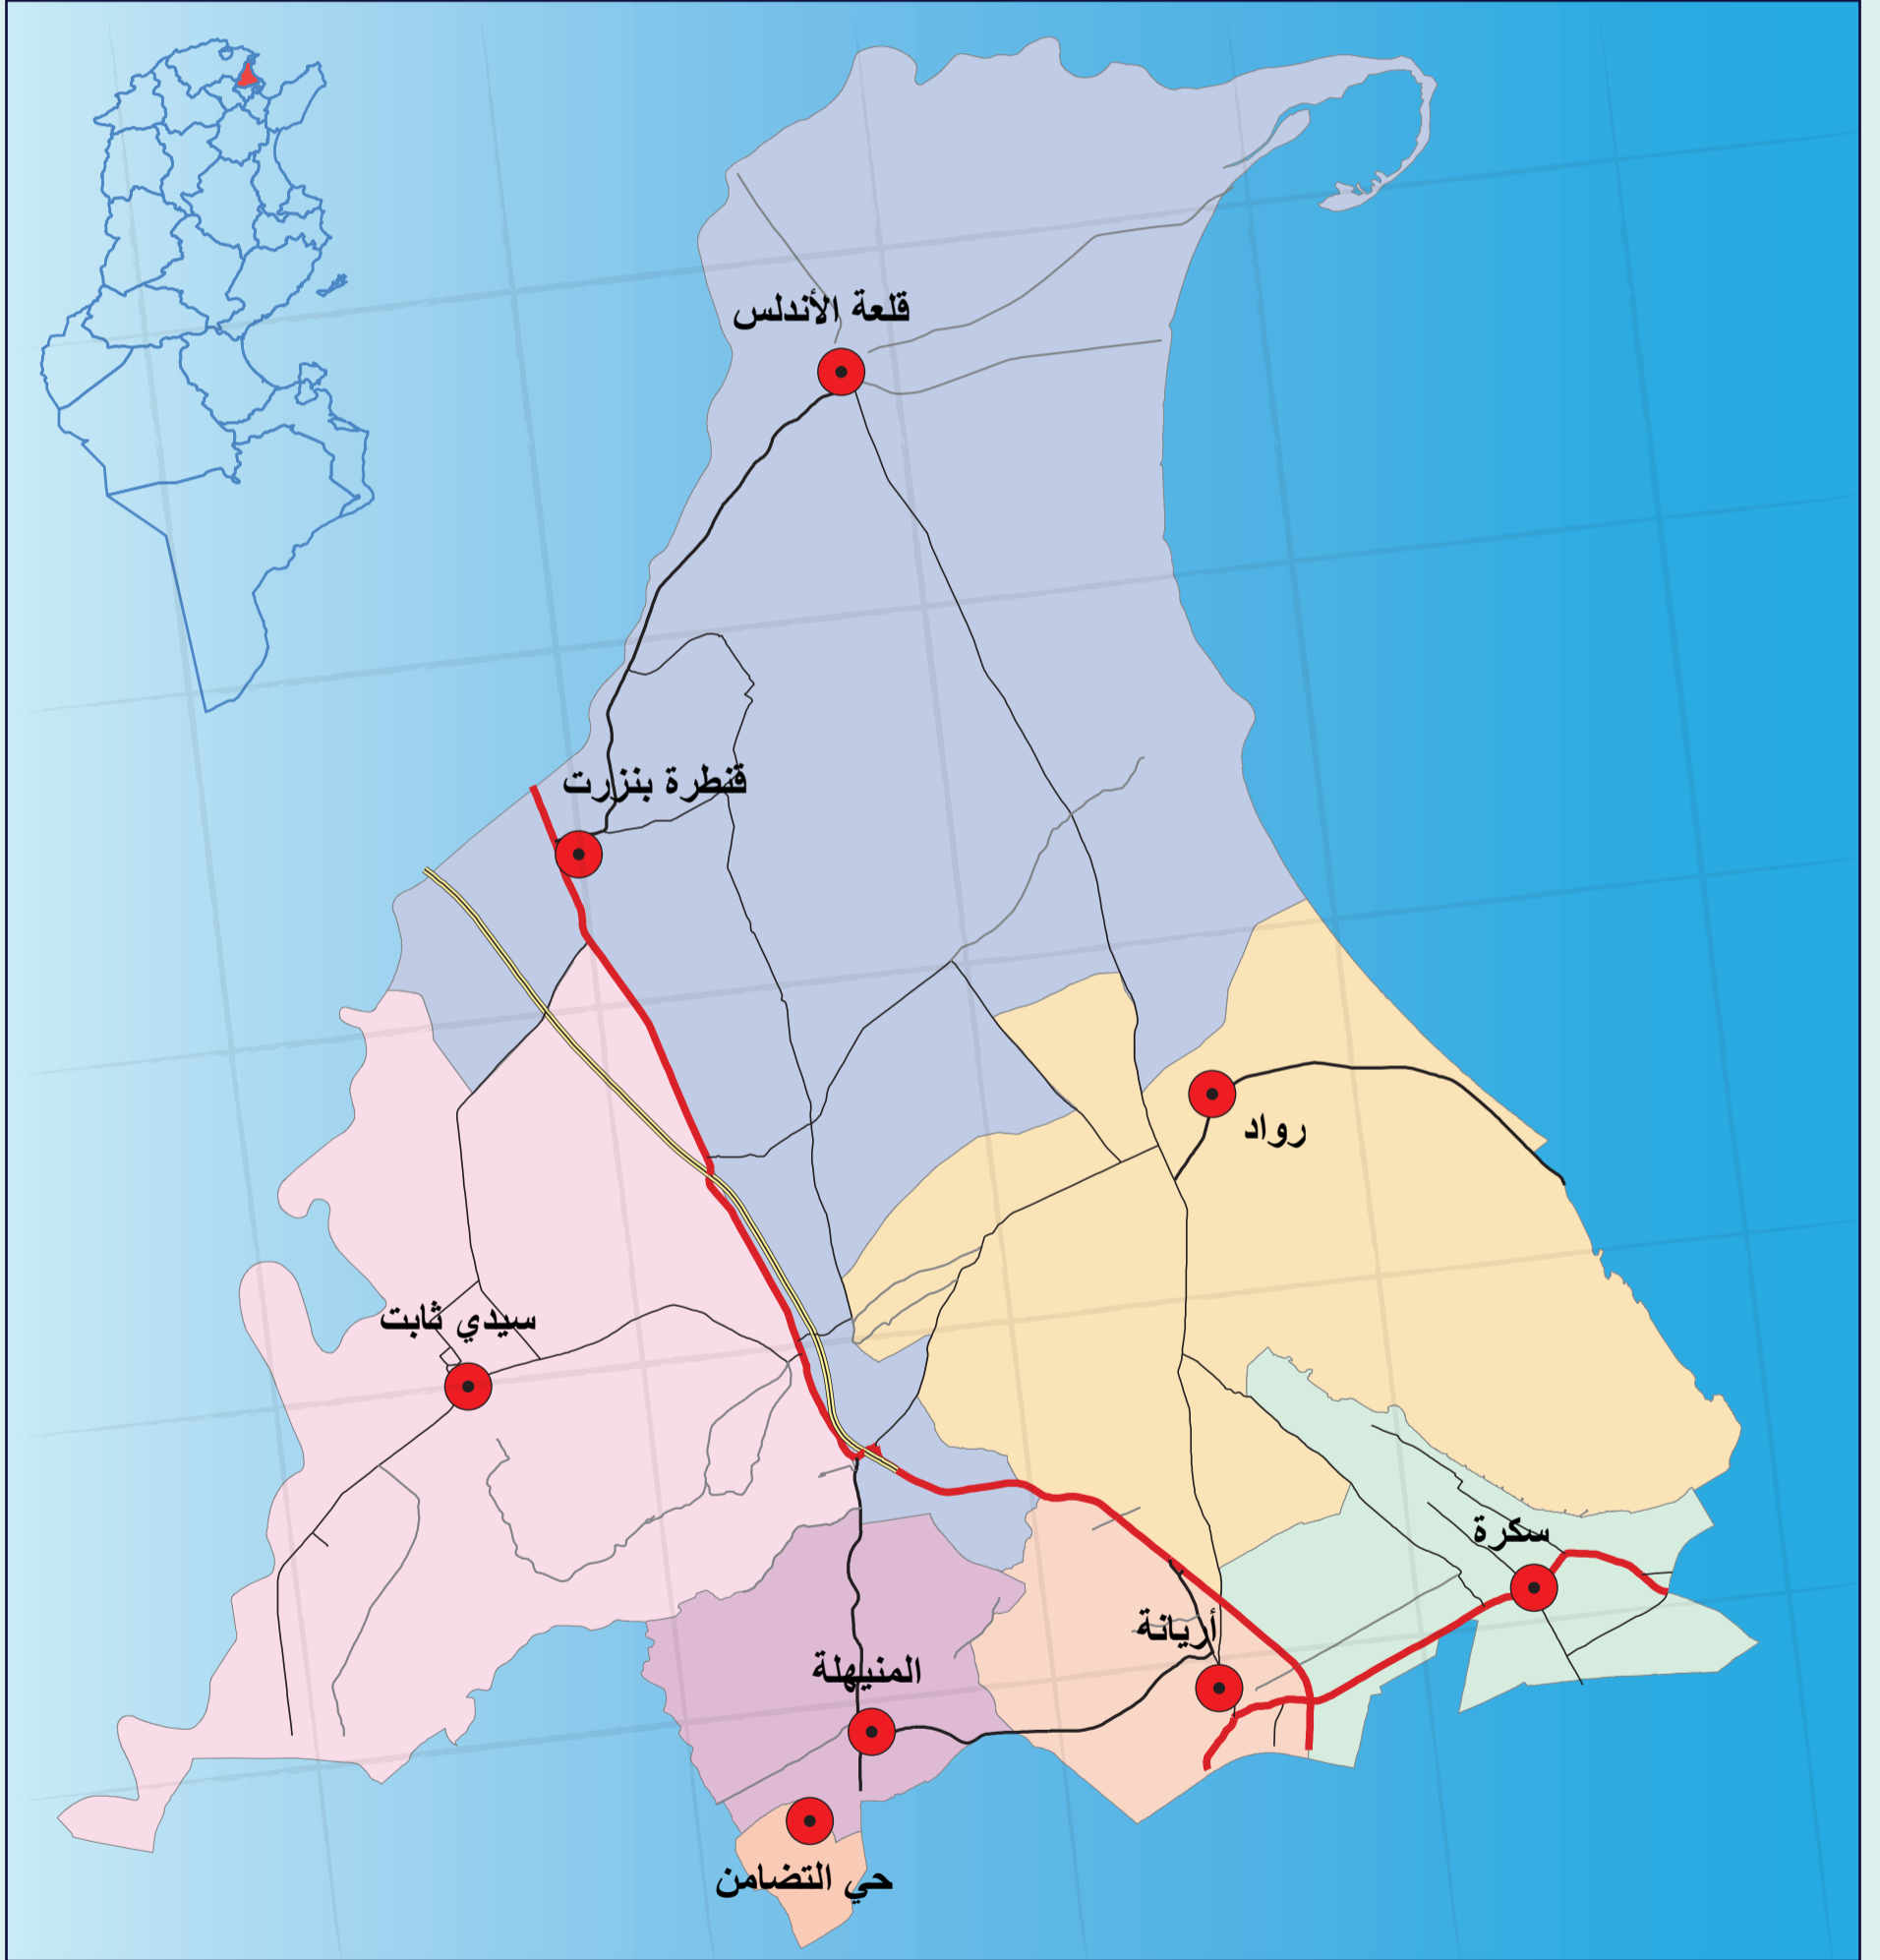 قلعة الأندلس
قنطرة بنزرت
رواد
سيدي ثابت
سكرة
أريانة
المنيهلة
حي التضامن